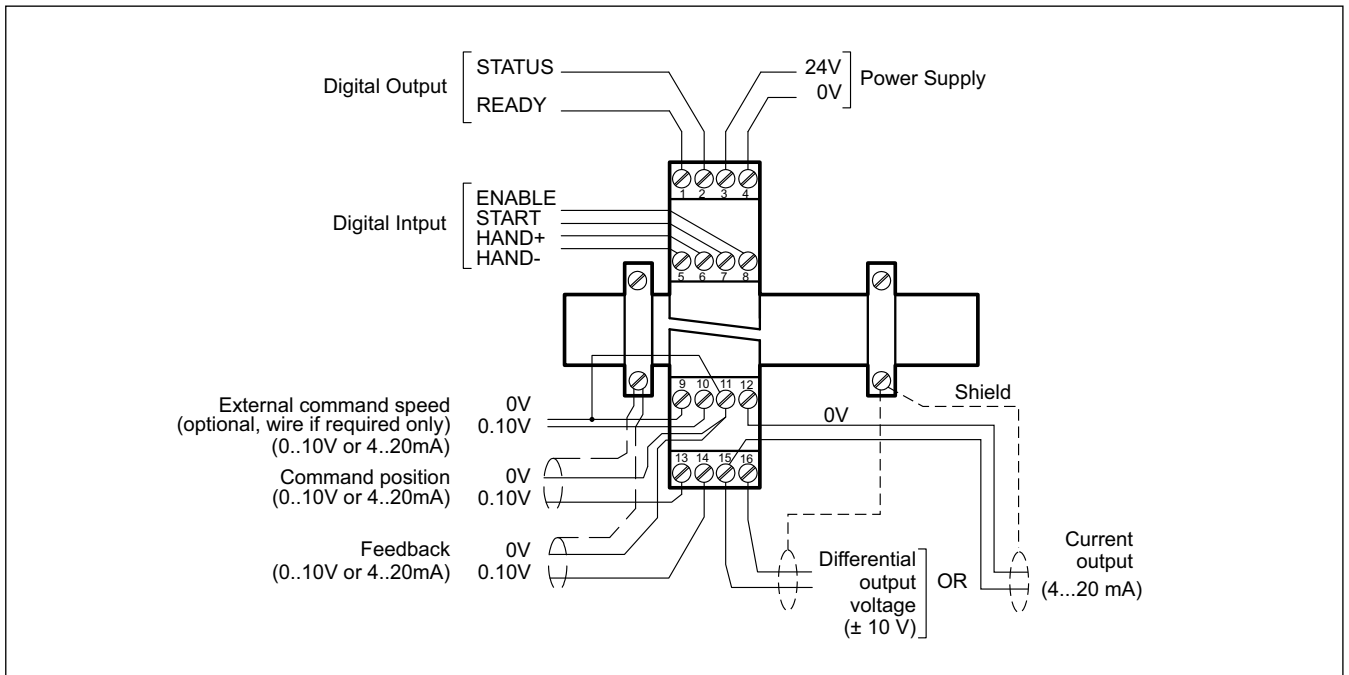 STATUS
Digital Output
READY
24V
Power Supply
0V
1 2 3 4
ENABLE
START
Digital Intput
HAND+
HAND-
5 6 7 8
9 10 11 12
External command speed 0V
(optional, wire if required only) 0.10V
(0..10V or 4..20mA)
Command position 0V
(0..10V or 4..20mA) 0.10V
Feedback 0V
(0..10V or 4..20mA) 0.10V
13 14 15 16
0V
Shield
Differential
output
voltage
(± 10 V)
OR
Current
output
(4...20 mA)